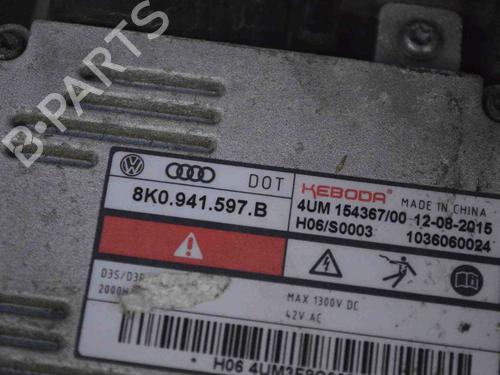 B-PARTS
DOT
8K0.941.597.B
KEBODA
MADE IN CHINA
4UM 154367/00 12-08-2015
H06/S0003 1036060024
D3S/D3R
2000H
MAX 1300V DC
42V AC